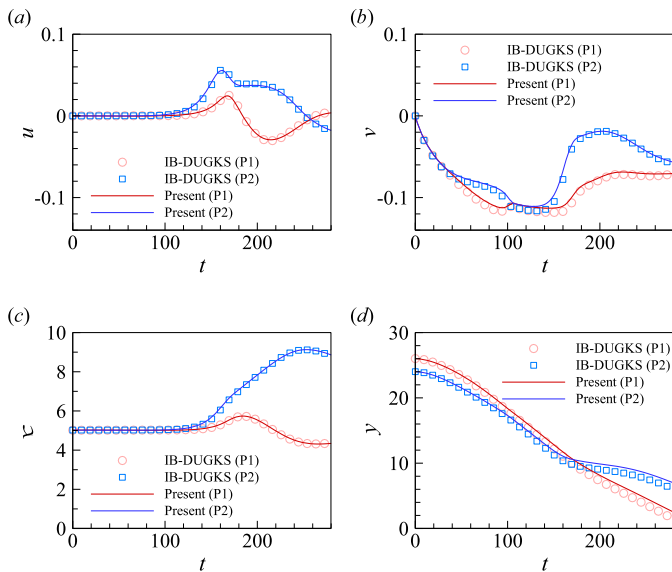 (a)
0.1
0
-0.1
u
IB-DUGKS (P1)
IB-DUGKS (P2)
Present (P1)
Present (P2)
0 100 200
t
(b)
0.1
0
-0.1
v
IB-DUGKS (P1)
IB-DUGKS (P2)
Present (P1)
Present (P2)
0 100 200
t
(c)
10
8
6
4
2
0
IB-DUGKS (P1)
IB-DUGKS (P2)
Present (P1)
Present (P2)
0 100 200
t
(d)
30
20
10
0
y
IB-DUGKS (P1)
IB-DUGKS (P2)
Present (P1)
Present (P2)
0 100 200
t